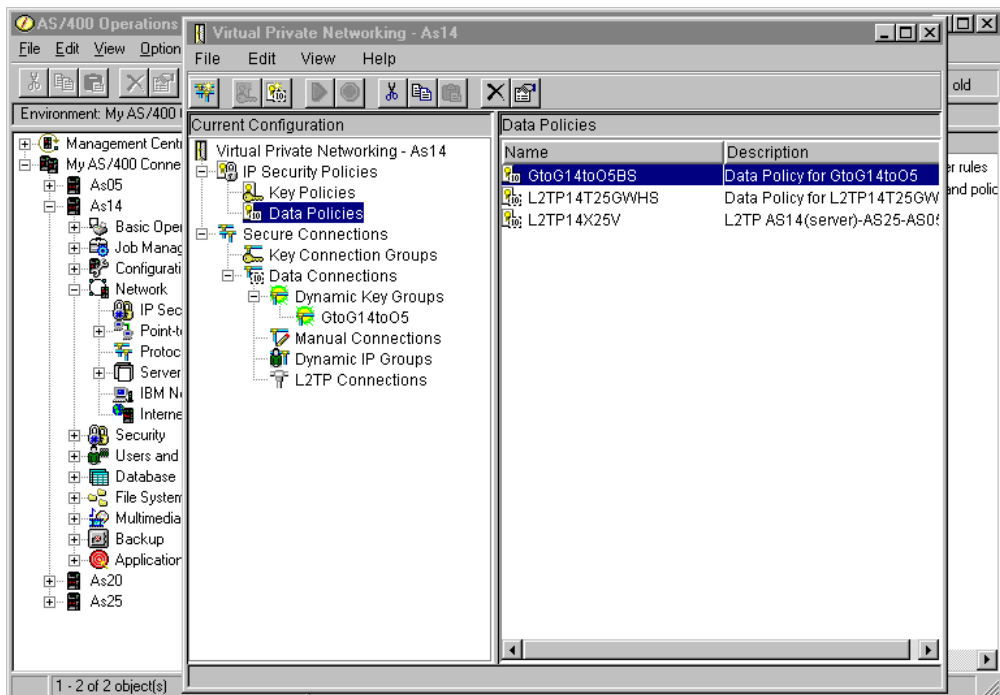 AS/400 Operations
File Edit View Option
Environment: My AS/400
Management Cent
My AS/400 Conne
As05
As14
Basic Oper
Job Manag
Configurati
Network
IP Sec
Point-to
Protoc
Server
IBM N
Interne
Security
Users and
Database
File System
Multimedia
Backup
Application
As20
As25
1 - 2 of 2 object(s)
Virtual Private Networking - As14
File Edit View Help
Current Configuration
Virtual Private Networking - As14
IP Security Policies
Key Policies
Data Policies
Secure Connections
Key Connection Groups
Data Connections
Dynamic Key Groups
GtoG14toO5
Manual Connections
Dynamic IP Groups
L2TP Connections
Data Policies
Name Description
GtoG14toO5BS Data Policy for GtoG14toO5
L2TP14T25GWHS Data Policy for L2TP14T25GW
L2TP14X25V L2TP AS14(server)-AS25-AS05
old
er rules
and polic